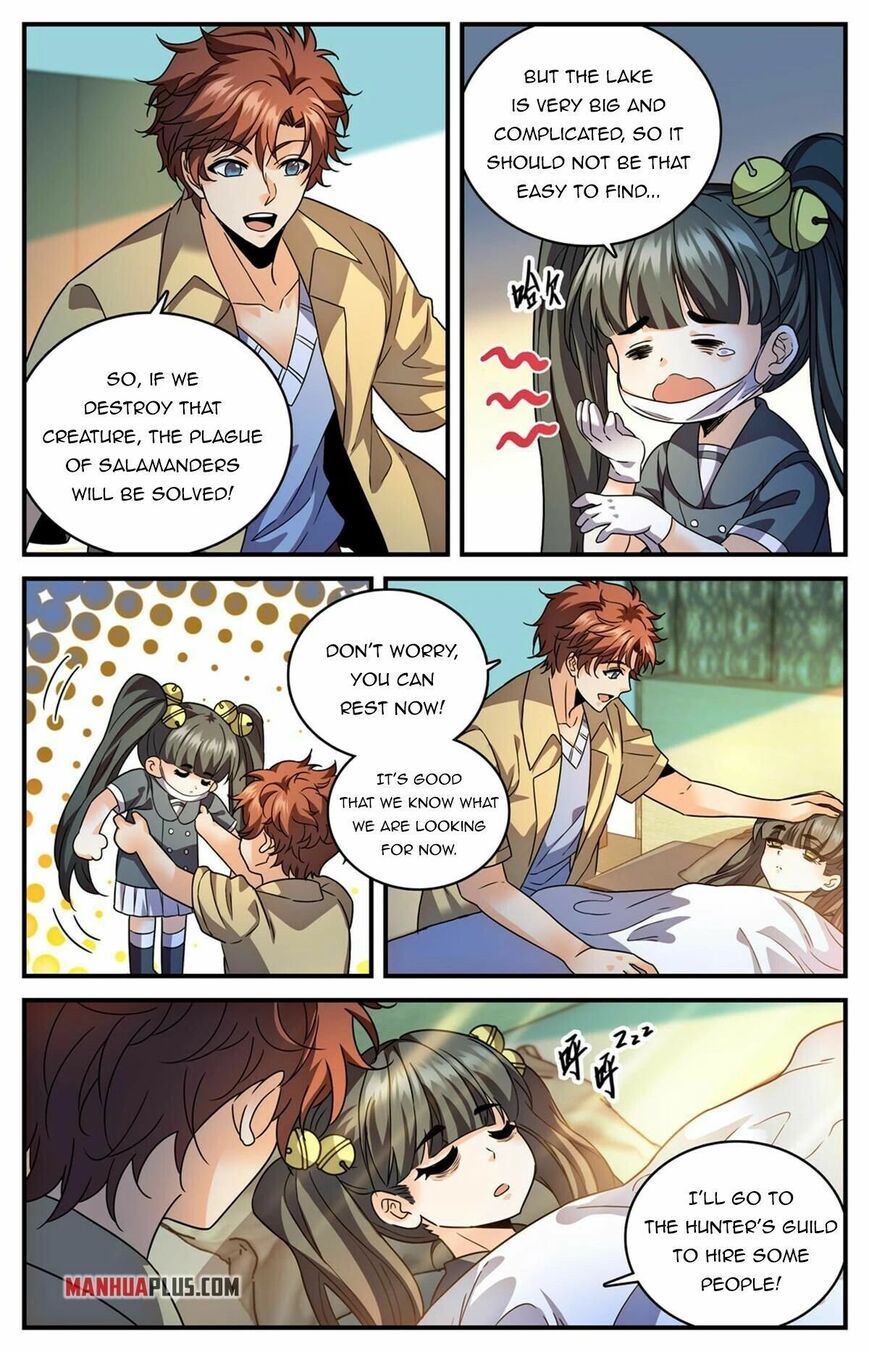 SO, IF WE
DESTROY THAT
CREATURE, THE PLAGUE
OF SALAMANDERS
WILL BE SOLVED!
BUT THE LAKE
IS VERY BIG AND
COMPLICATED, SO IT
SHOULD NOT BE THAT
EASY TO FIND...
哈欠
DON'T WORRY,
YOU CAN
REST NOW!
IT'S GOOD
THAT WE KNOW WHAT
WE ARE LOOKING
FOR NOW.
呼
呼
zzz
I'LL GO TO
THE HUNTER'S GUILD
TO HIRE SOME
PEOPLE!
MANHUAPLUS.COM